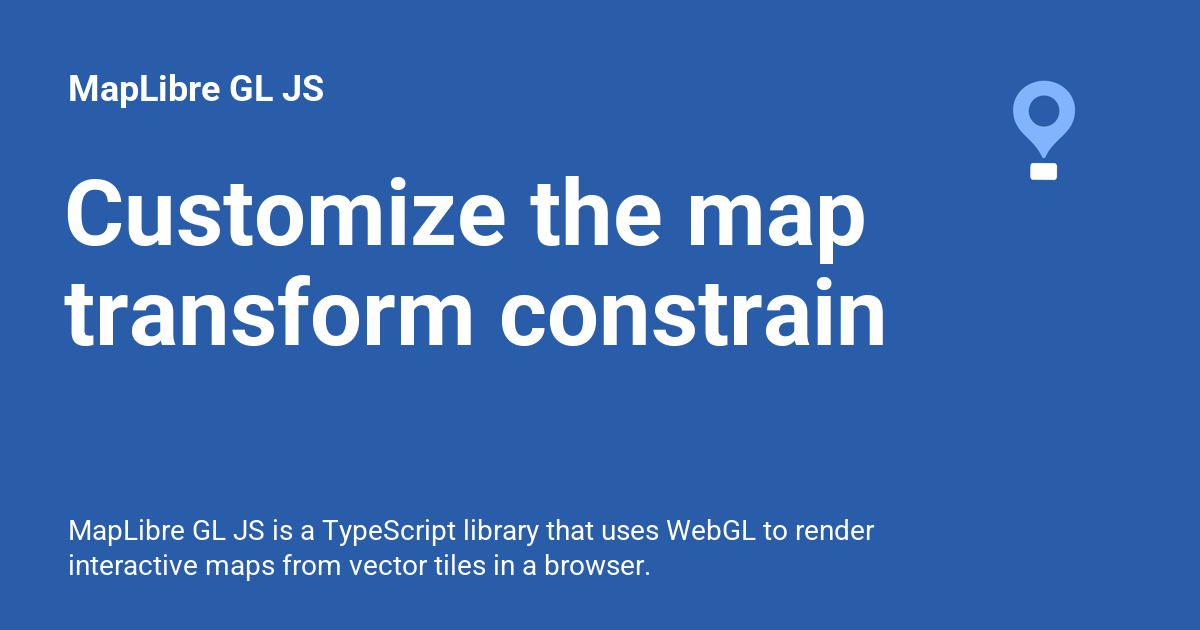 MapLibre GL JS
Customize the map
transform constrain
MapLibre GL JS is a TypeScript library that uses WebGL to render
interactive maps from vector tiles in a browser.